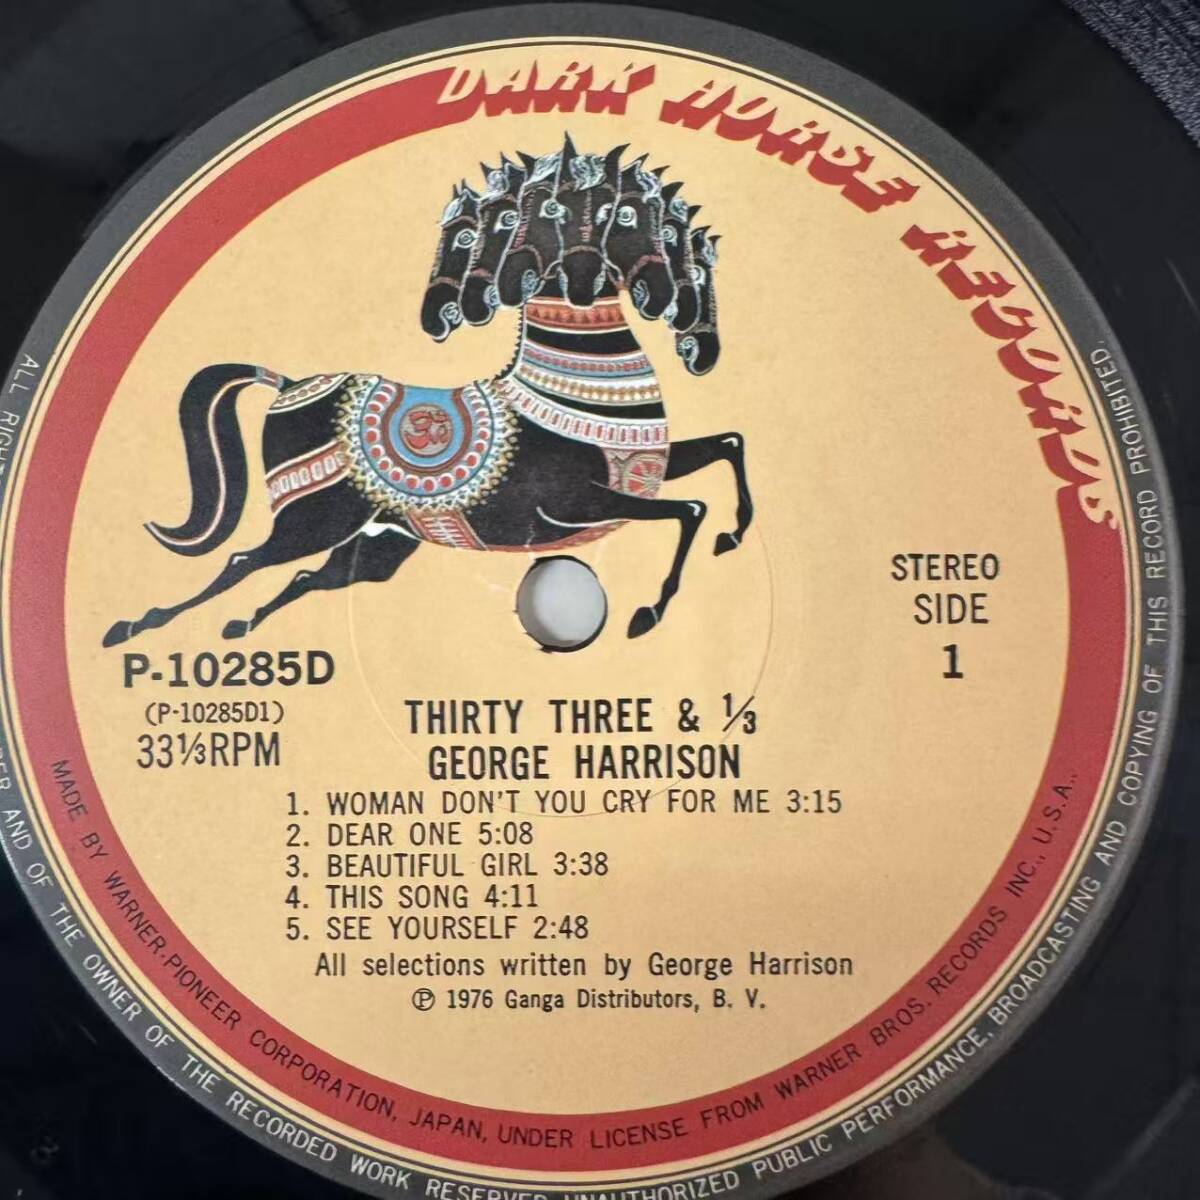 DARK HORSE RECORDS
STEREO
SIDE
1
P-10285D
(P-10285D1)
33⅓RPM
THIRTY THREE & 1/3
GEORGE HARRISON
1. WOMAN DON'T YOU CRY FOR ME 3:15
2. DEAR ONE 5:08
3. BEAUTIFUL GIRL 3:38
4. THIS SONG 4:11
5. SEE YOURSELF 2:48
All selections written by George Harrison
Ⓟ 1976 Ganga Distributors, B. V.
MADE BY WARNER-PIONEER CORPORATION, JAPAN, UNDER LICENSE FROM WARNER BROS. RECORDS INC., U.S.A.,
ALL
AND OF THE OWNER OF THE RECORDED WORK RESERVED UNAUTHORIZED PUBLIC PERFORMANCE, BROADCASTING AND COPYING OF THIS RECORD PROHIBITED.